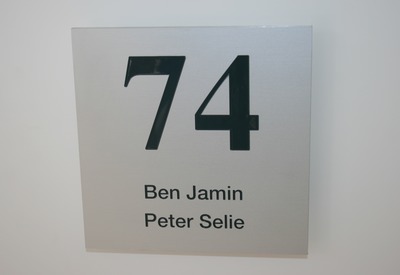 74
Ben Jamin
Peter Selie